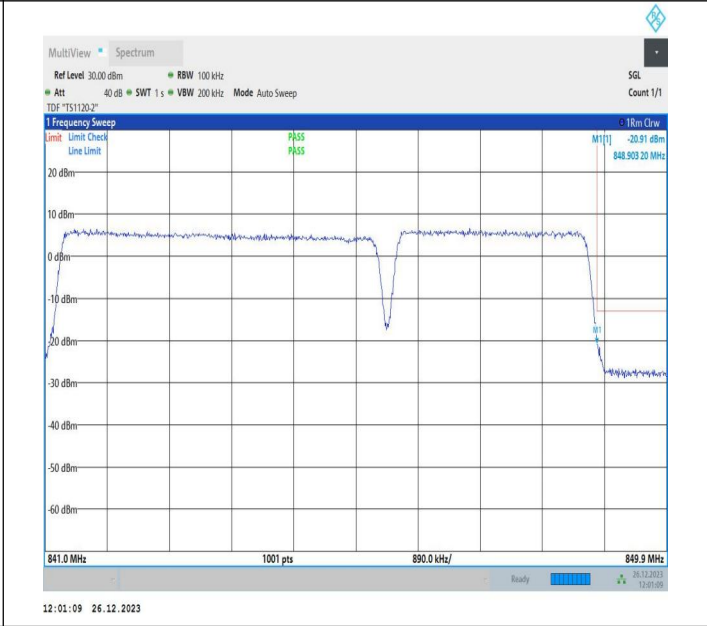 R&S
MultiView Spectrum
Ref Level 30.00 dBm RBW 100 kHz SGL
Att 40 dB SWT 1 s VBW 200 kHz Mode Auto Sweep Count 1/1
TDF "TS1120-2"
1 Frequency Sweep 1Rm Clrw
Limit Limit Check PASS M1[1] -20.91 dBm
Line Limit PASS 848.903 20 MHz
20 dBm
10 dBm
0 dBm
-10 dBm
M1
-20 dBm
-30 dBm
-40 dBm
-50 dBm
-60 dBm
841.0 MHz 1001 pts 890.0 kHz/ 849.9 MHz
Ready 26.12.2023
12:01:09
12:01:09 26.12.2023